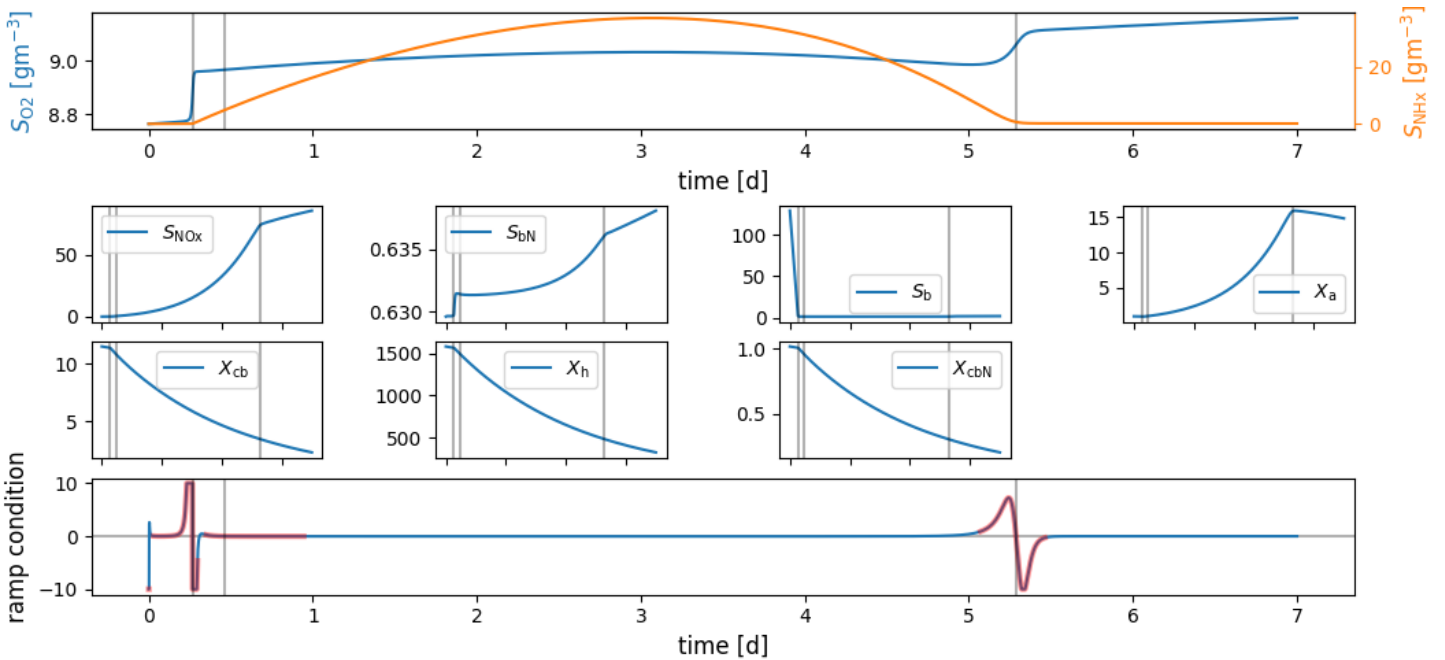 S_O2 [gm⁻³]
9.0
8.8
20
0
S_NHx [gm⁻³]
0 1 2 3 4 5 6 7
time [d]
50
0
S_NOx
0.635
0.630
S_bN
100
50
0
S_b
15
10
5
X_a
10
5
X_cb
1500
1000
500
X_h
1.0
0.5
X_cbN
ramp condition
10
0
−10
0 1 2 3 4 5 6 7
time [d]